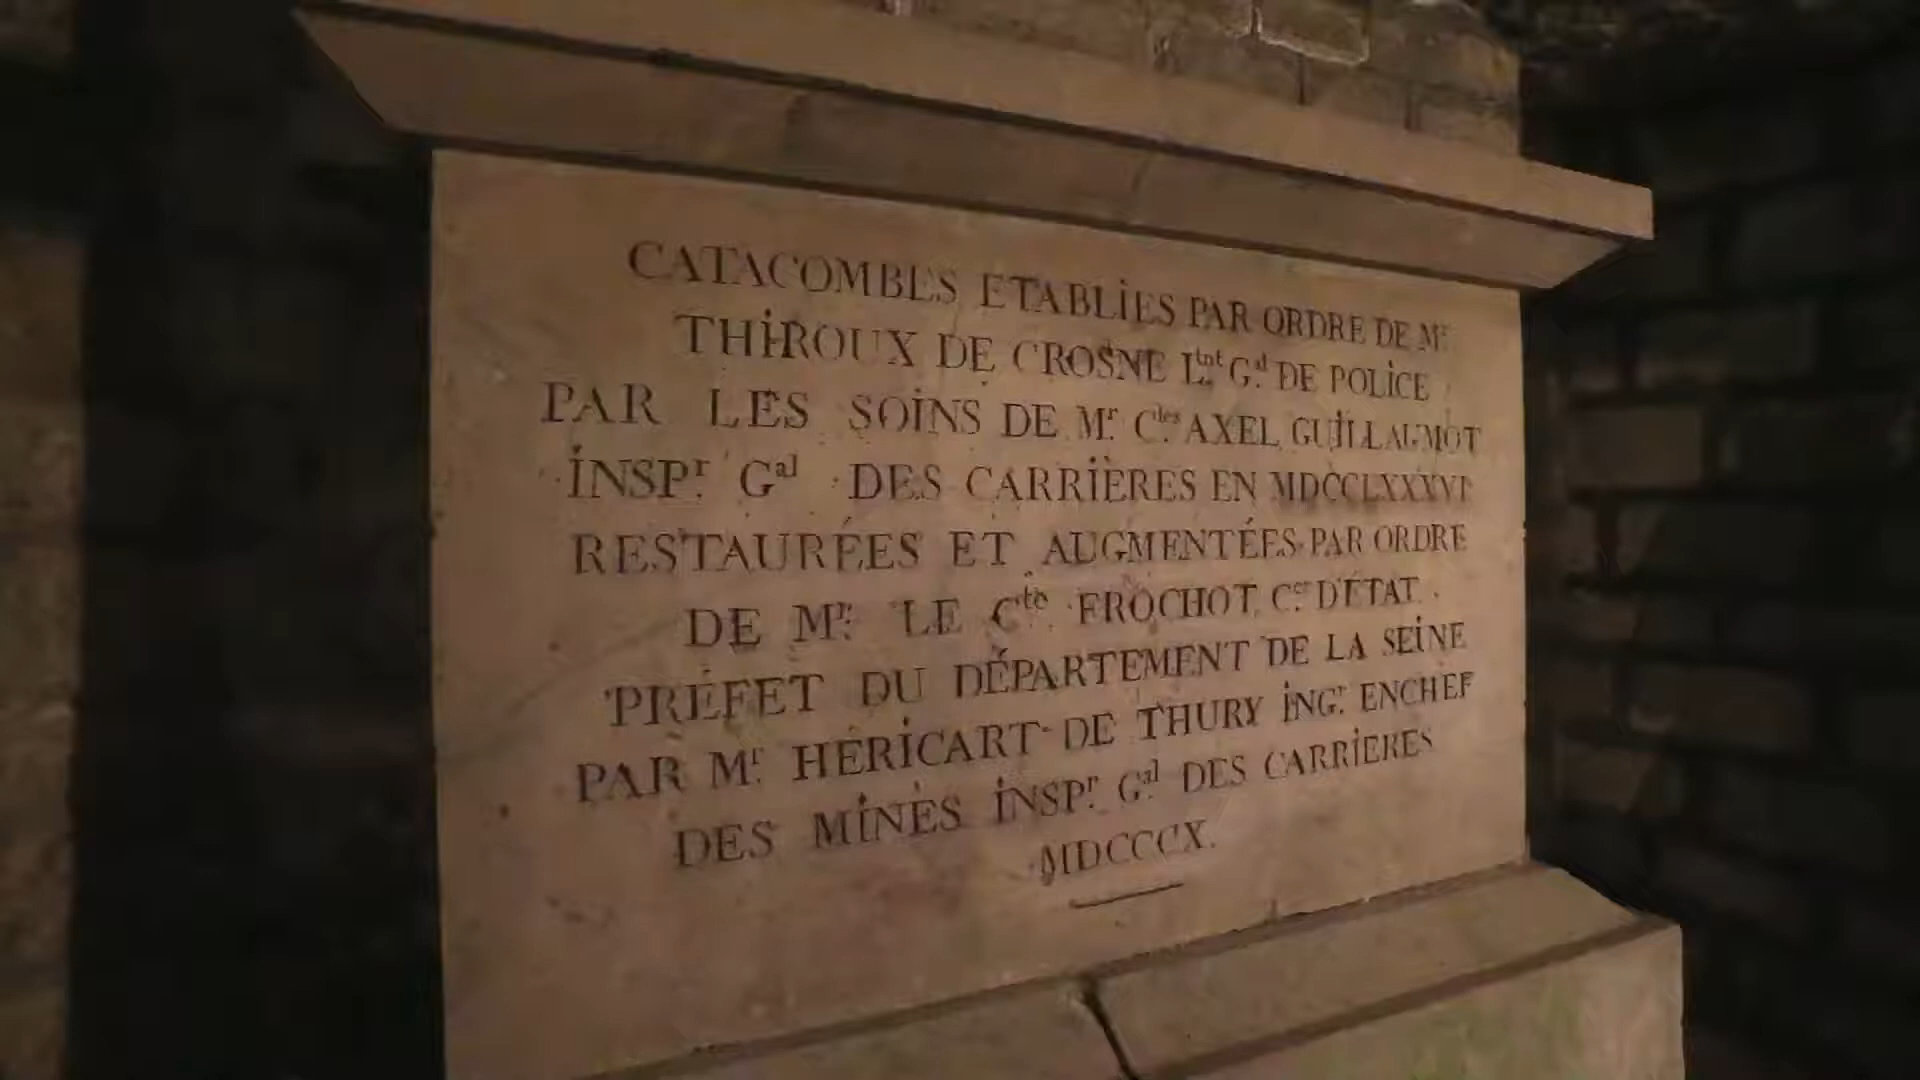 CATACOMBES ETABLIES PAR ORDRE DE Mr
THIROUX DE CROSNE Ltnt Gal DE POLICE
PAR LES SOINS DE Mr. Cles AXEL GUILLAUMOT
INSPr. Gal DES CARRIÈRES EN MDCCLXXXVI
RESTAURÉES ET AUGMENTÉES PAR ORDRE
DE Mr. LE Cte FROCHOT, Cer D'ÉTAT.
PRÉFET DU DÉPARTEMENT DE LA SEINE
PAR Mr. HÉRICART DE THURY INGr. EN CHEF
DES MINES INSPr. Gal DES CARRIERES
MDCCCX.